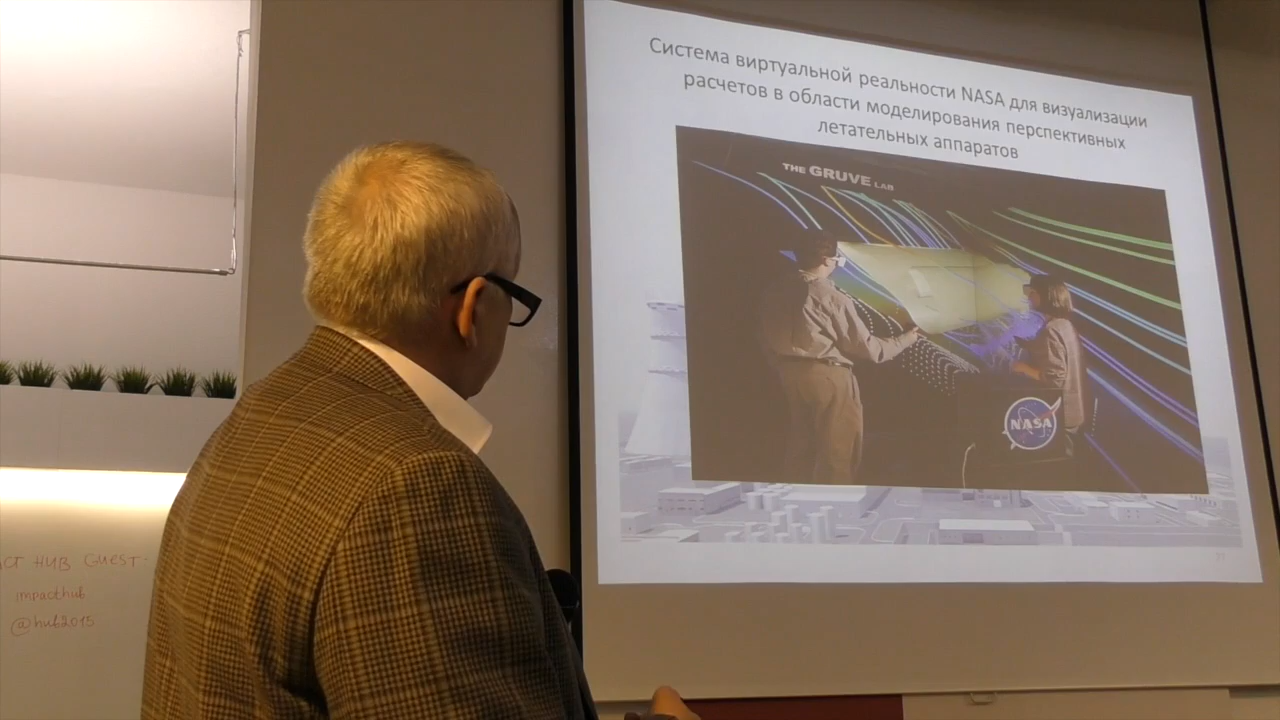 Система виртуальной реальности NASA для визуализации
расчетов в области моделирования перспективных
летательных аппаратов
THE GRUVE LAB
NASA
HUB GUEST-
impacthub
@hub2015